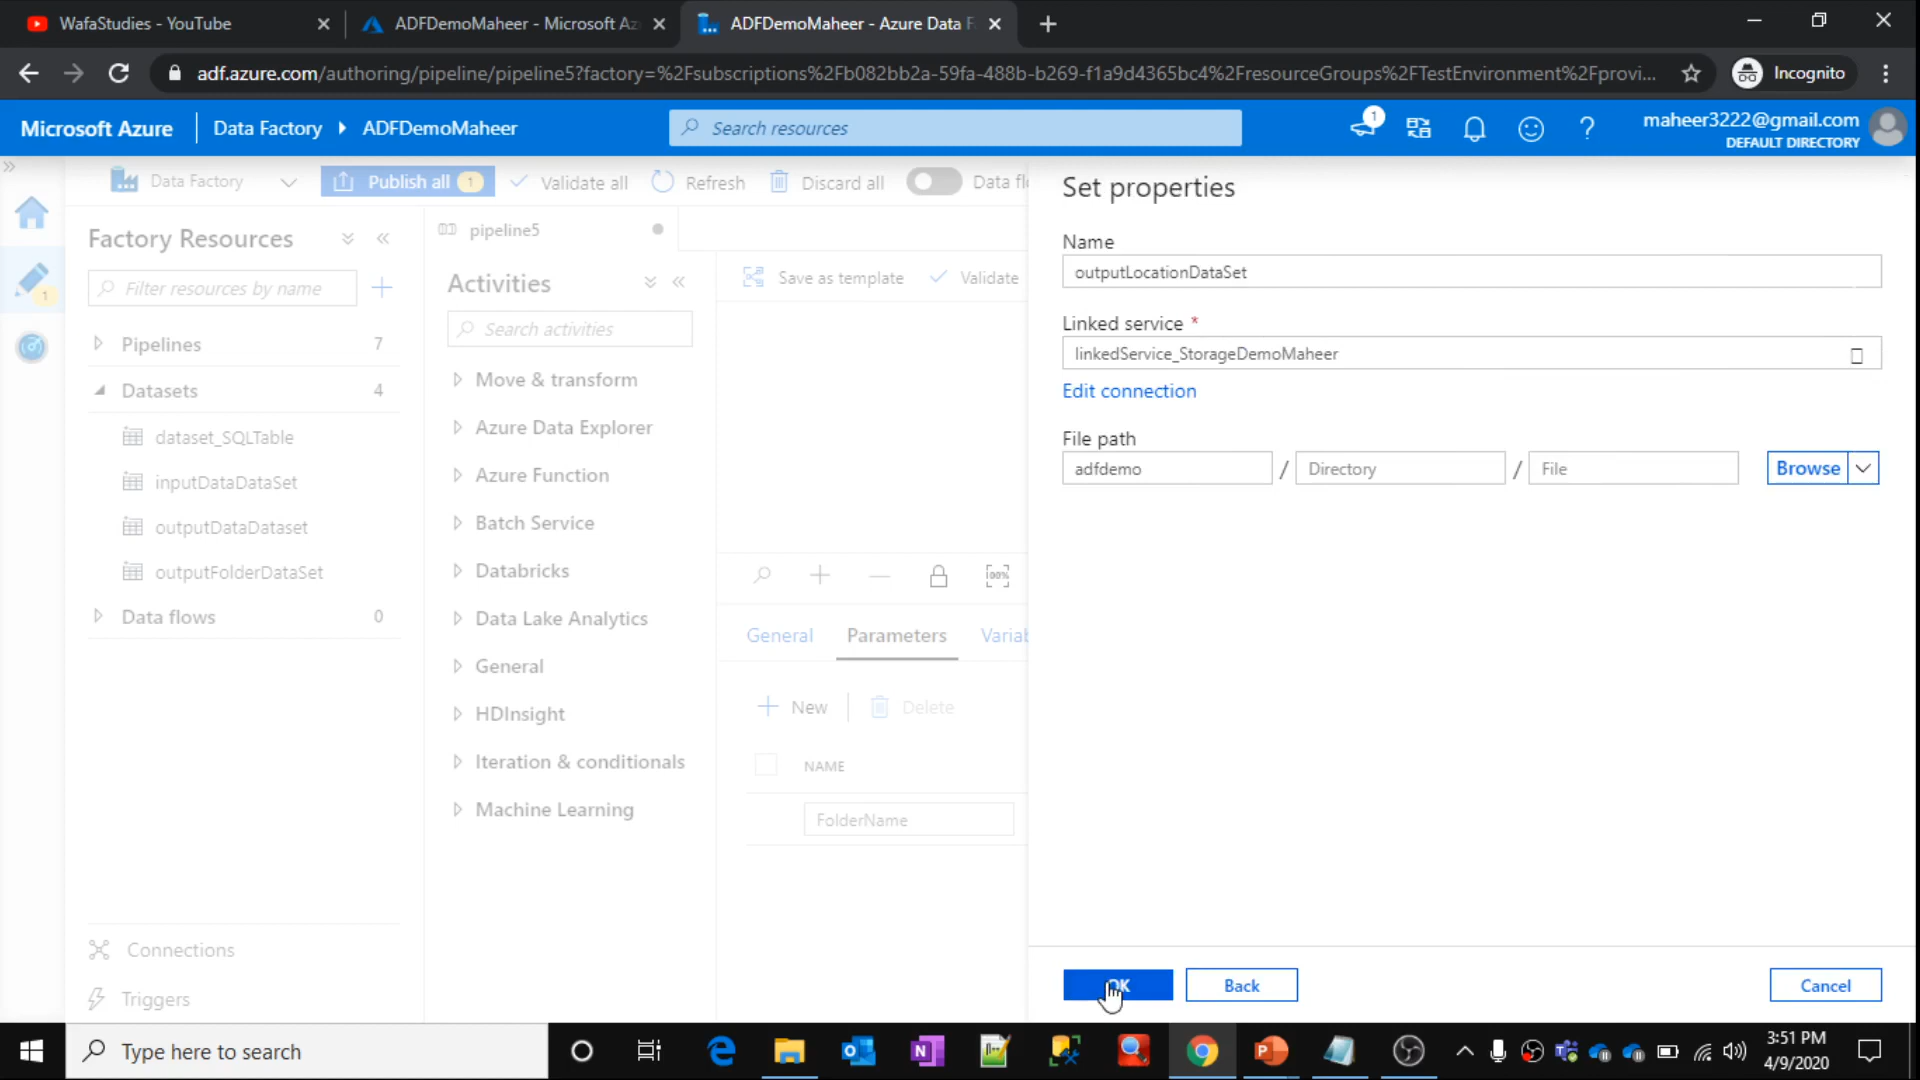 WafaStudies - YouTube
ADFDemoMaheer - Microsoft Az
ADFDemoMaheer - Azure Data F
adf.azure.com/authoring/pipeline/pipeline5?factory=%2Fsubscriptions%2Fb082bb2a-59fa-488b-b269-f1a9d4365bc4%2FresourceGroups%2FTestEnvironment%2Fprovi...
Incognito
Microsoft Azure
Data Factory
ADFDemoMaheer
Search resources
1
maheer3222@gmail.com
DEFAULT DIRECTORY
Data Factory
Publish all
1
Validate all
Refresh
Discard all
Data fl
Factory Resources
Filter resources by name
1
Pipelines
7
Datasets
4
dataset_SQLTable
inputDataDataSet
outputDataDataset
outputFolderDataSet
Data flows
0
Connections
Triggers
pipeline5
Activities
Search activities
Move & transform
Azure Data Explorer
Azure Function
Batch Service
Databricks
Data Lake Analytics
General
HDInsight
Iteration & conditionals
Machine Learning
Save as template
Validate
100%
General
Parameters
Variab
New
Delete
NAME
FolderName
Set properties
Name
outputLocationDataSet
Linked service *
linkedService_StorageDemoMaheer
Edit connection
File path
adfdemo / Directory / File
Browse
OK
Back
Cancel
Type here to search
3:51 PM
4/9/2020